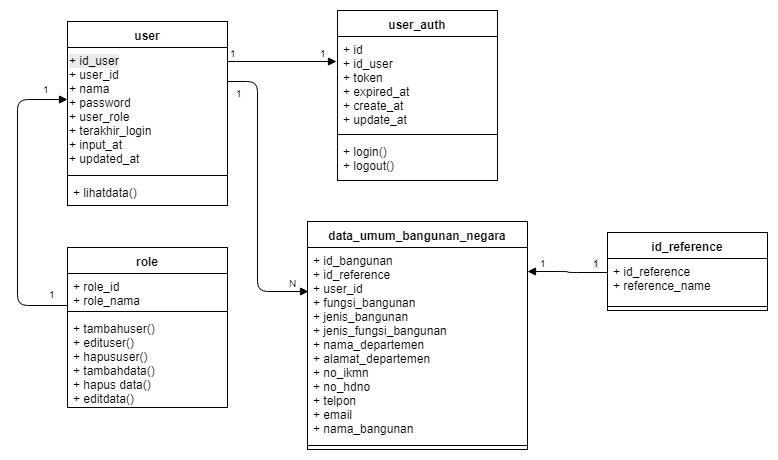 user
+ id_user
+ user_id
+ nama
+ password
+ user_role
+ terakhir_login
+ input_at
+ updated_at
+ lihatdata()
1
1
1
user_auth
+ id
+ id_user
+ token
+ expired_at
+ create_at
+ update_at
+ login()
+ logout()
1
1
role
+ role_id
+ role_nama
+ tambahuser()
+ edituser()
+ hapususer()
+ tambahdata()
+ hapus data()
+ editdata()
N
data_umum_bangunan_negara
+ id_bangunan
+ id_reference
+ user_id
+ fungsi_bangunan
+ jenis_bangunan
+ jenis_fungsi_bangunan
+ nama_departemen
+ alamat_departemen
+ no_ikmn
+ no_hdno
+ telpon
+ email
+ nama_bangunan
1
1
id_reference
+ id_reference
+ reference_name